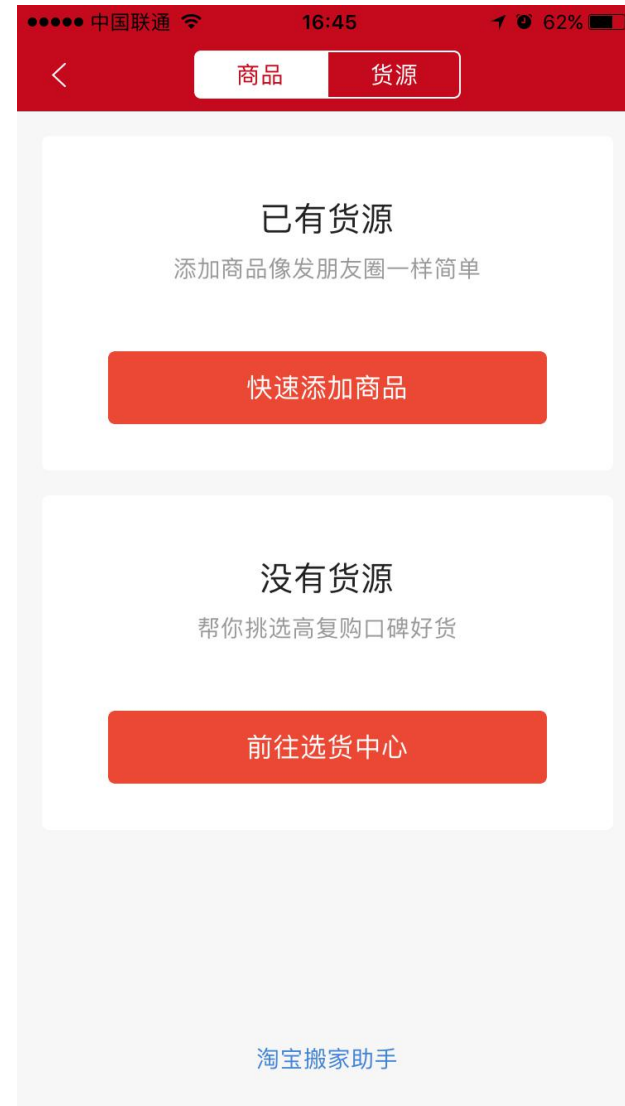 中国联通 16:45 62%
商品 货源
已有货源
添加商品像发朋友圈一样简单
快速添加商品
没有货源
帮你挑选高复购口碑好货
前往选货中心
淘宝搬家助手